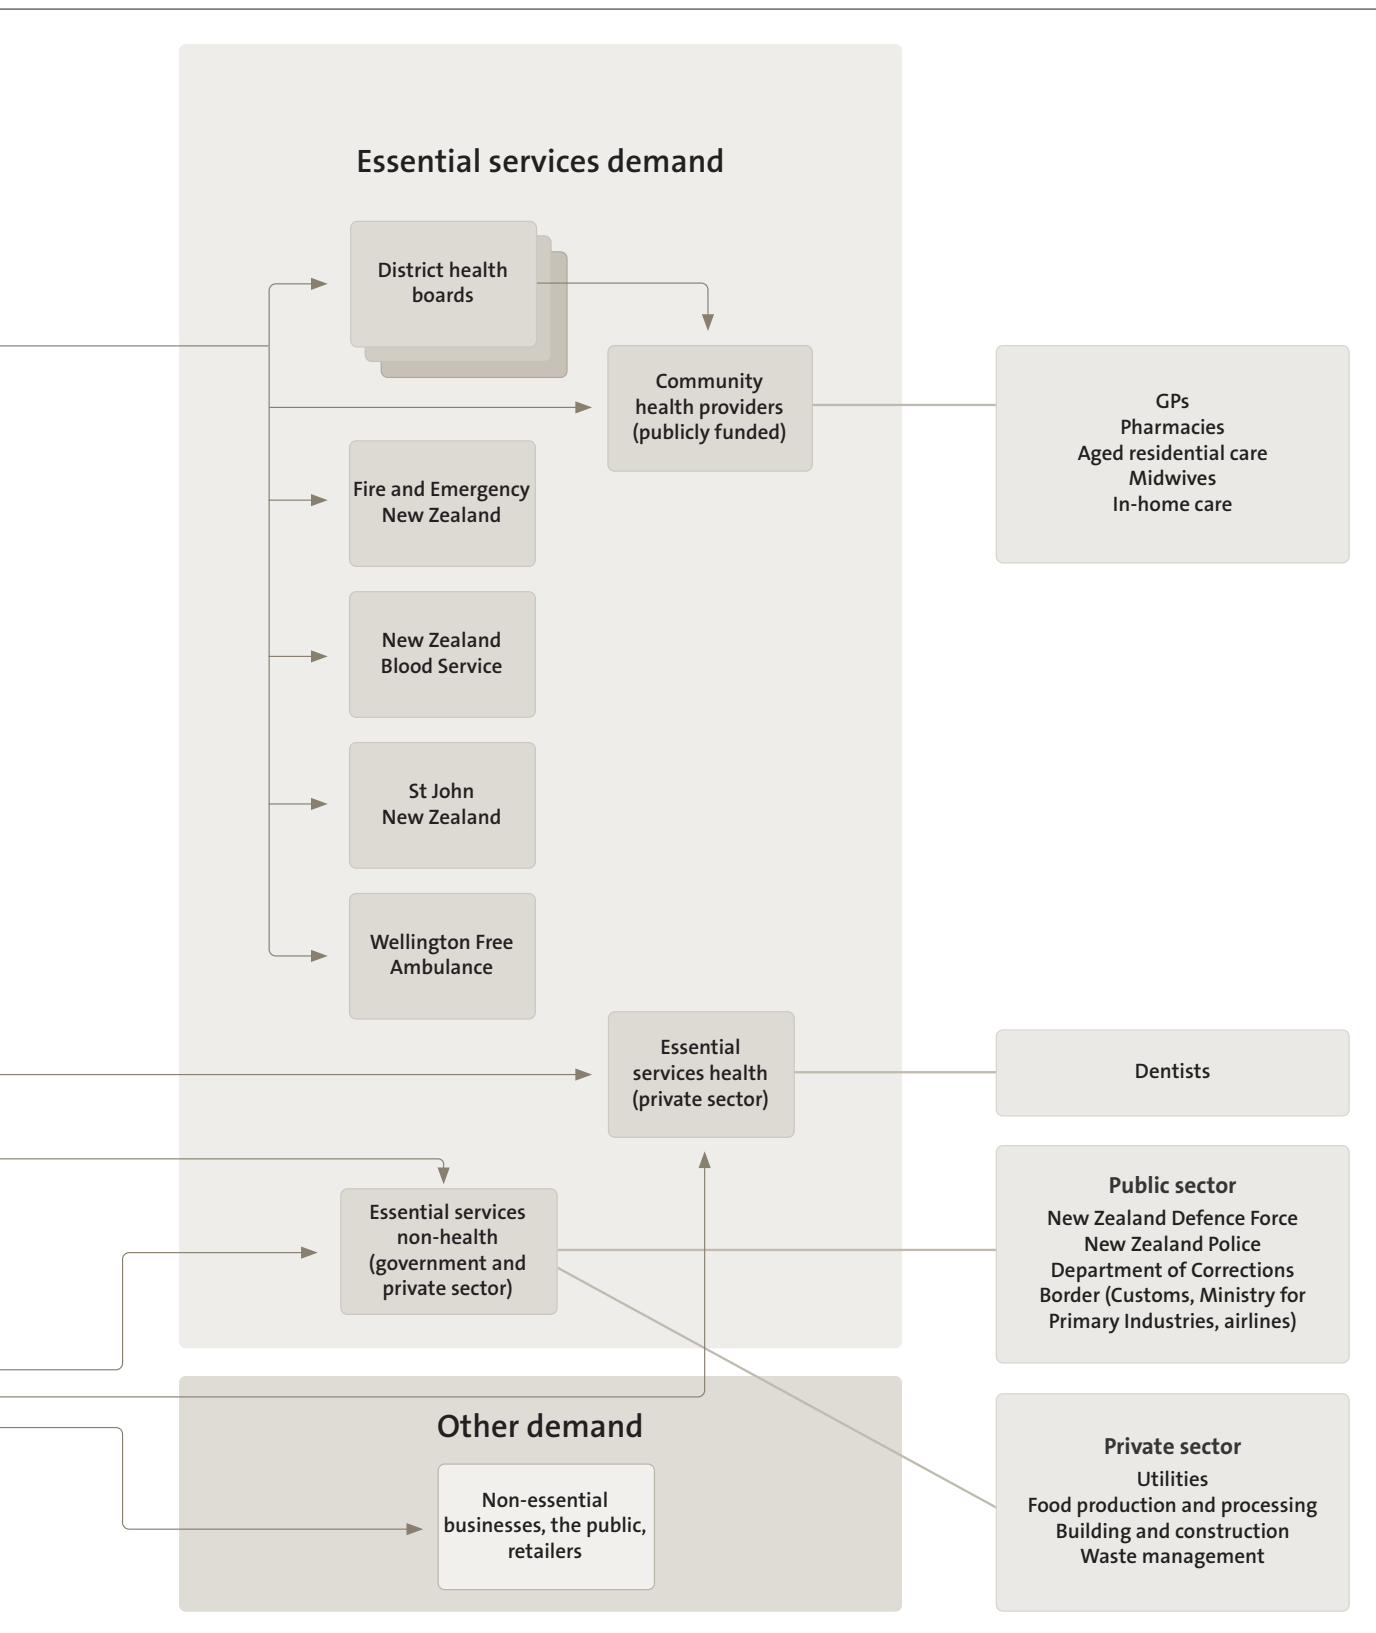 Essential services demand
District health
boards
Community
health providers
(publicly funded)
GPs
Pharmacies
Aged residential care
Midwives
In-home care
Fire and Emergency
New Zealand
New Zealand
Blood Service
St John
New Zealand
Wellington Free
Ambulance
Essential
services health
(private sector)
Dentists
Essential services
non-health
(government and
private sector)
Public sector
New Zealand Defence Force
New Zealand Police
Department of Corrections
Border (Customs, Ministry for
Primary Industries, airlines)
Other demand
Non-essential
businesses, the public,
retailers
Private sector
Utilities
Food production and processing
Building and construction
Waste management